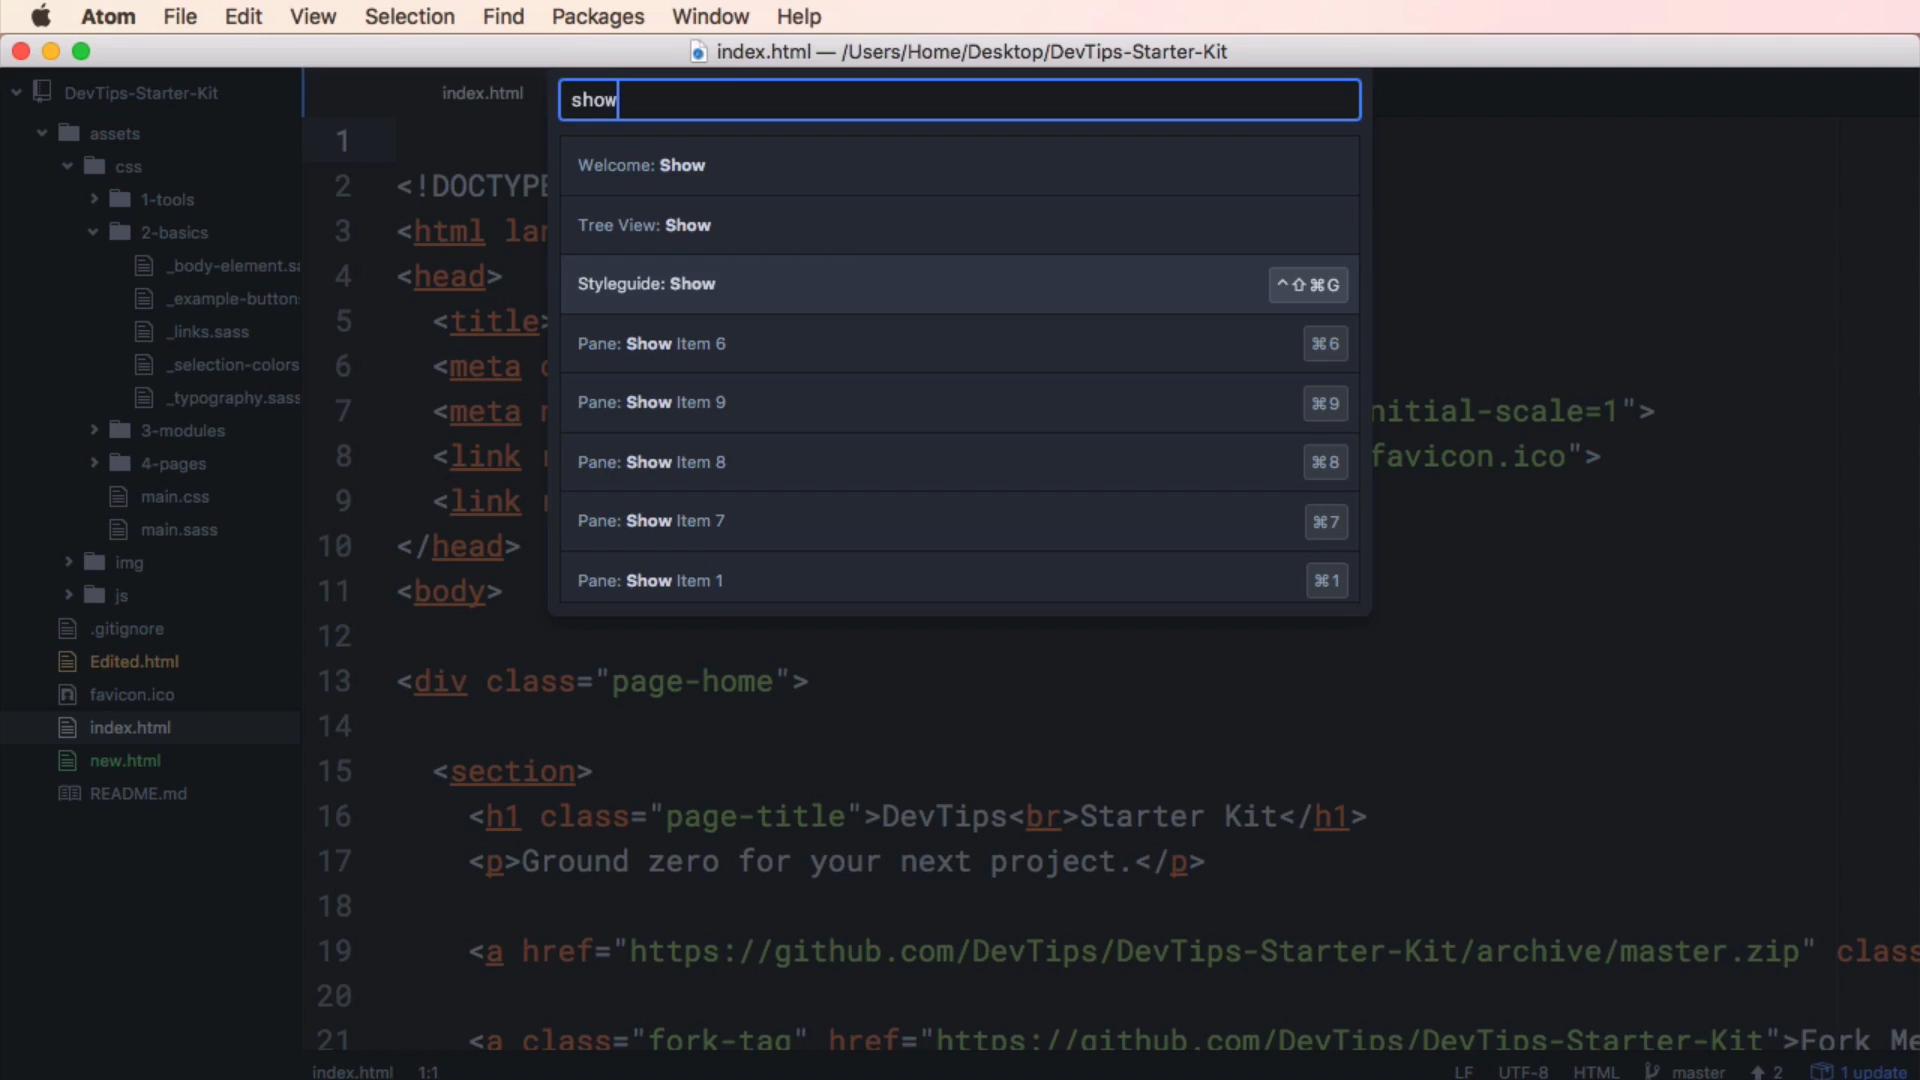 Atom File Edit View Selection Find Packages Window Help
index.html — /Users/Home/Desktop/DevTips-Starter-Kit
DevTips-Starter-Kit
assets
css
1-tools
2-basics
_body-element.sa
_example-button
_links.sass
_selection-colors
_typography.sass
3-modules
4-pages
main.css
main.sass
img
js
.gitignore
Edited.html
favicon.ico
index.html
new.html
README.md
index.html
show
Welcome: Show
Tree View: Show
Styleguide: Show ^⇧⌘G
Pane: Show Item 6 ⌘6
Pane: Show Item 9 ⌘9
Pane: Show Item 8 ⌘8
Pane: Show Item 7 ⌘7
Pane: Show Item 1 ⌘1
1
2 <!DOCTYPE
3 <html lan
4 <head>
5 <title>
6 <meta
7 <meta nitial-scale=1">
8 <link favicon.ico">
9 <link
10 </head>
11 <body>
12
13 <div class="page-home">
14
15 <section>
16 <h1 class="page-title">DevTips<br>Starter Kit</h1>
17 <p>Ground zero for your next project.</p>
18
19 <a href="https://github.com/DevTips/DevTips-Starter-Kit/archive/master.zip" class
20
21 <a class="fork-tag" href="https://github.com/DevTips/DevTips-Starter-Kit">Fork Me
index.html 1:1 LF UTF-8 HTML master 2 1 update